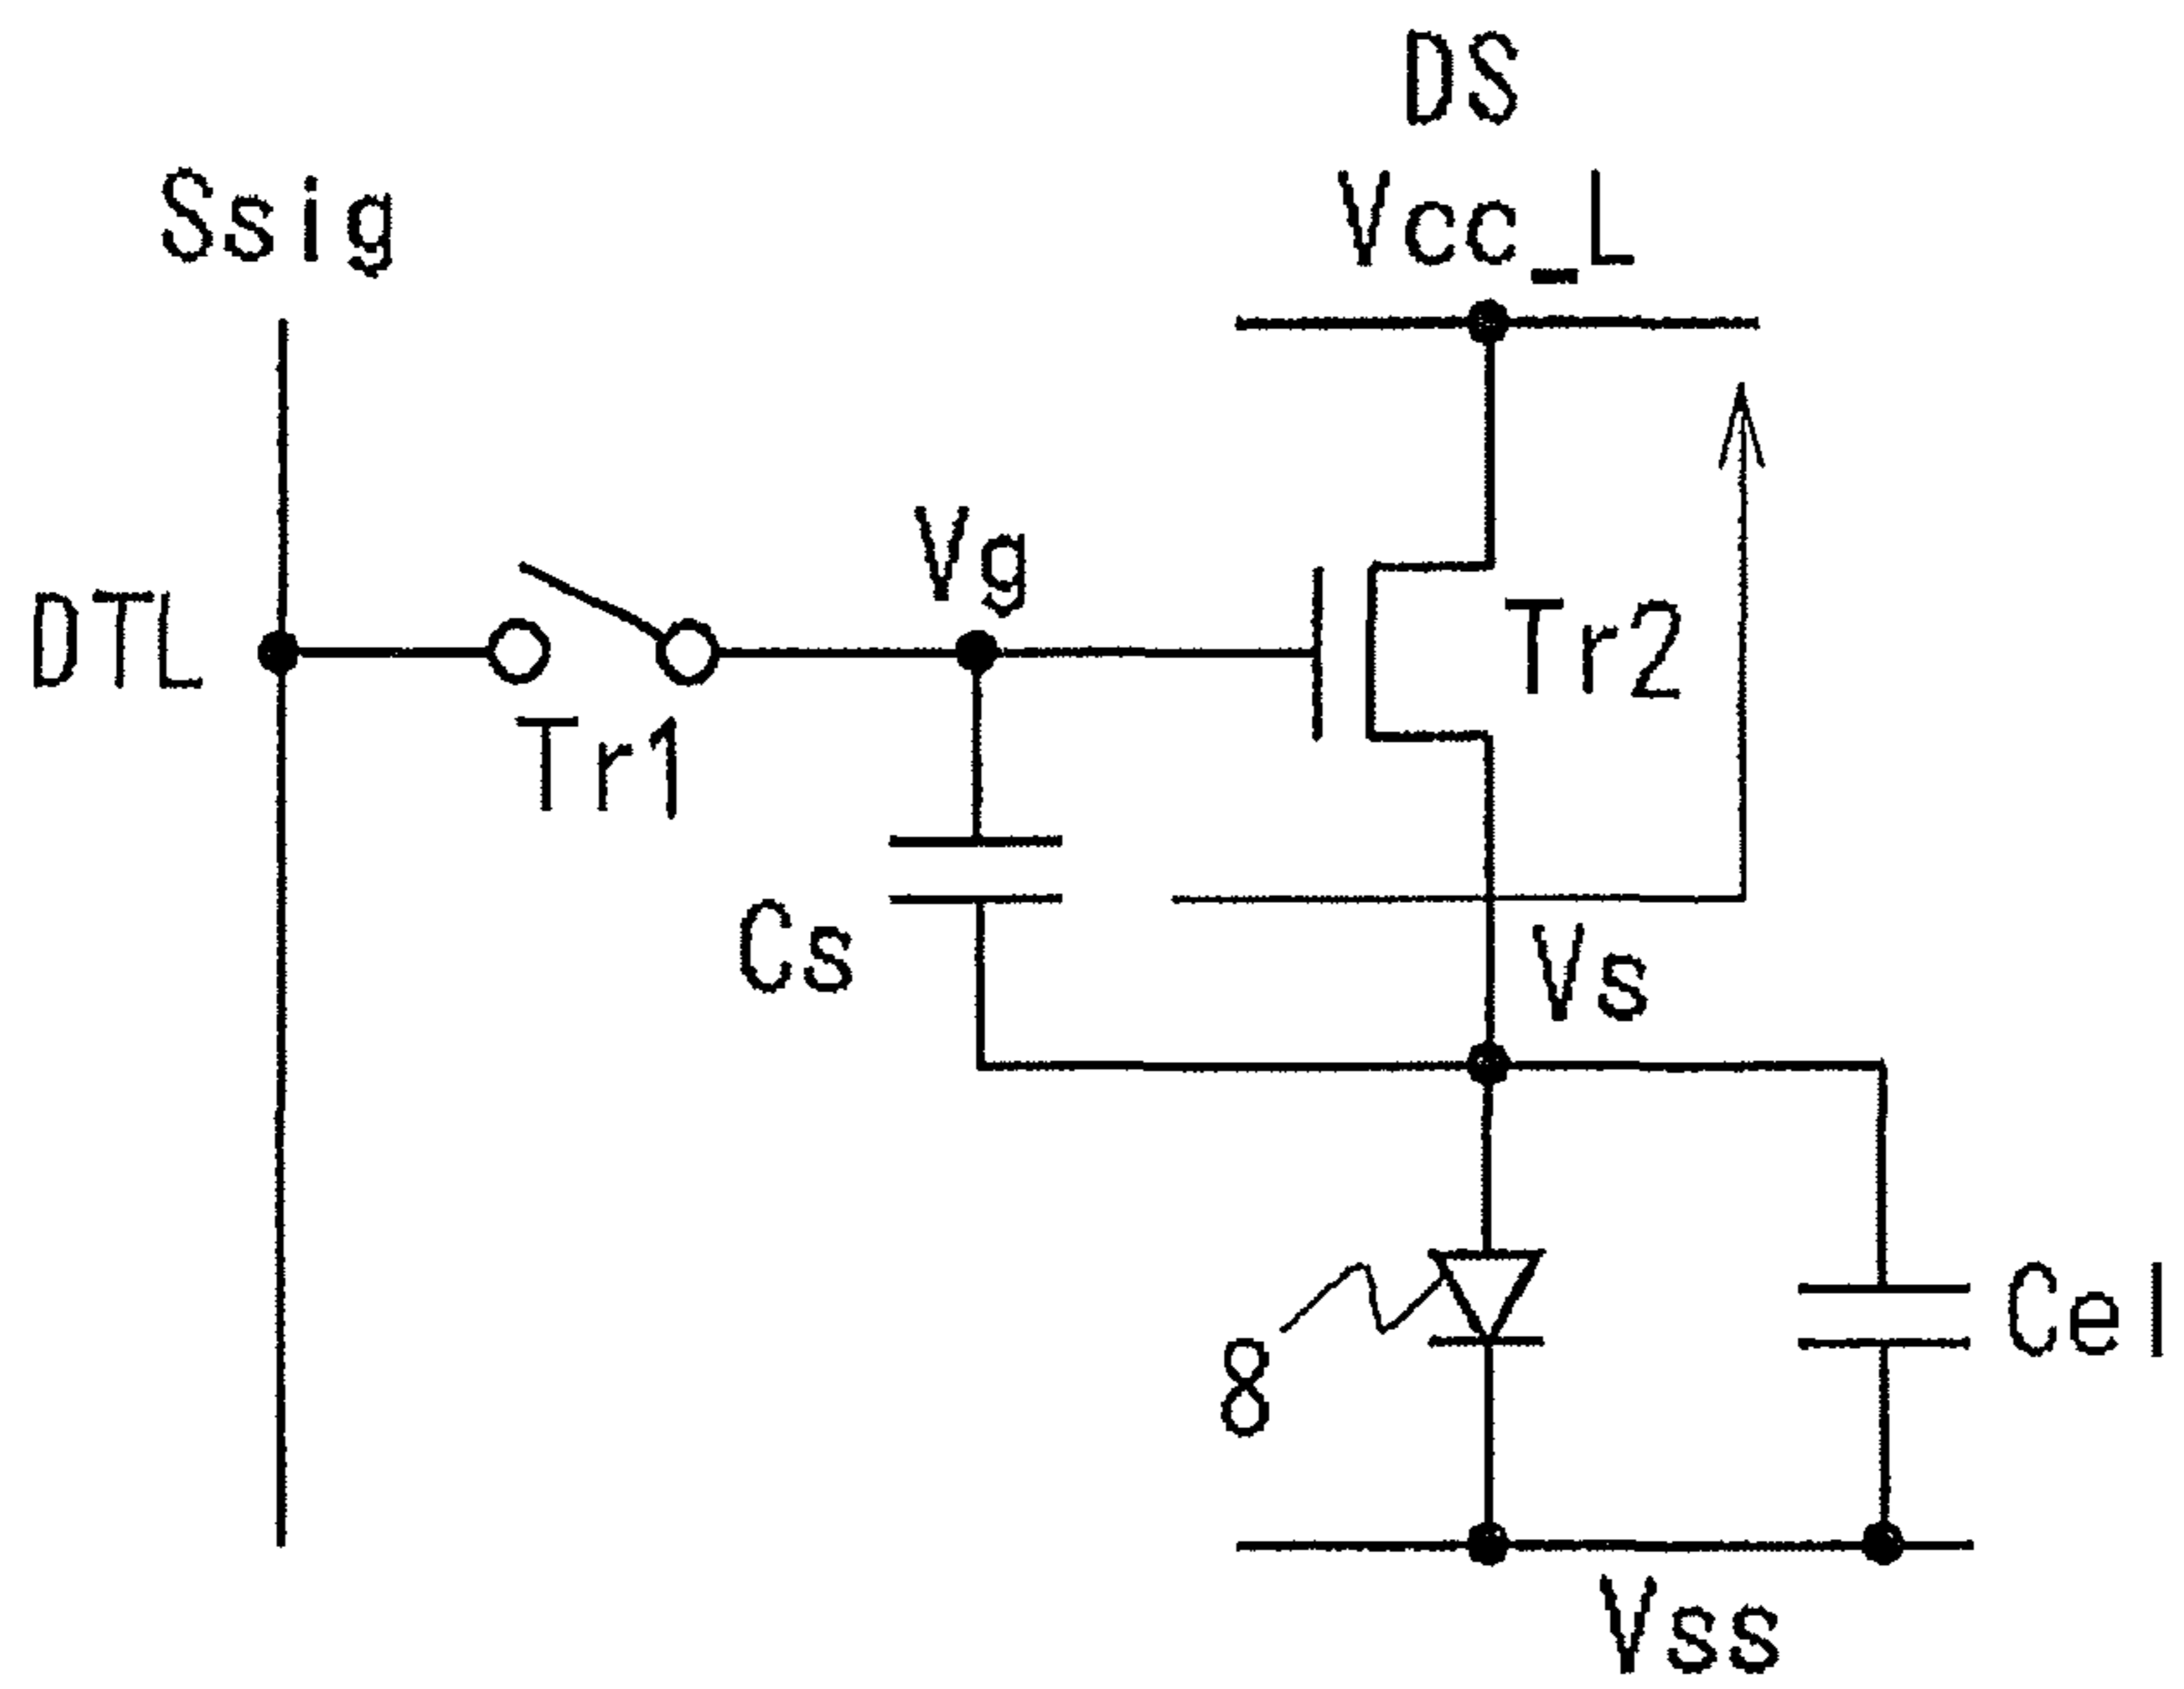 DS
Ssig
Vcc_L
Vg
DTL
Tr2
Tr1
Cs
Vs
Cel
8
Vss